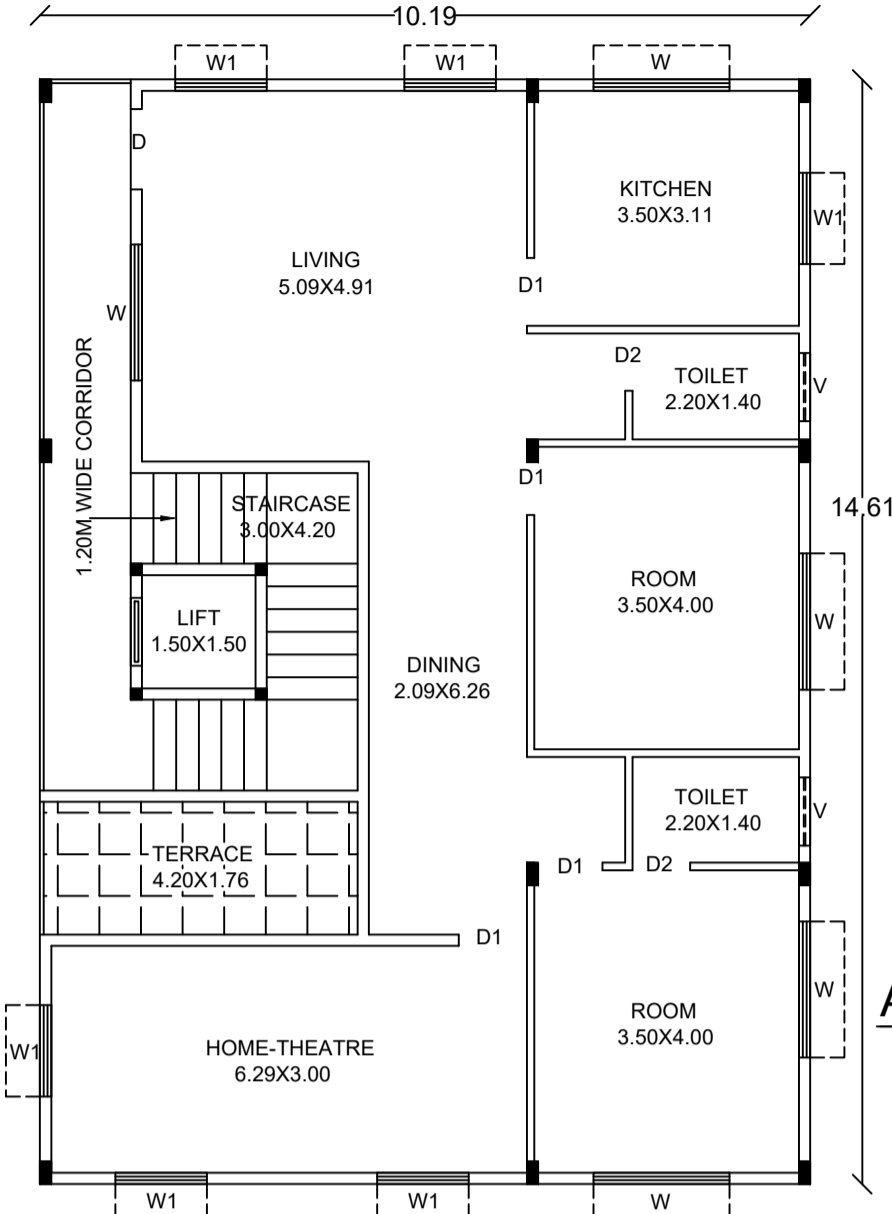 10.19
W1
W1
W
D
KITCHEN
3.50X3.11
W1
LIVING
5.09X4.91
D1
W
D2
TOILET
2.20X1.40
V
1.20M WIDE CORRIDOR
D1
STAIRCASE
3.00X4.20
14.61
ROOM
3.50X4.00
W
LIFT
1.50X1.50
DINING
2.09X6.26
TOILET
2.20X1.40
V
TERRACE
4.20X1.76
D1
D2
D1
W
ROOM
3.50X4.00
W1
HOME-THEATRE
6.29X3.00
W1
W1
W